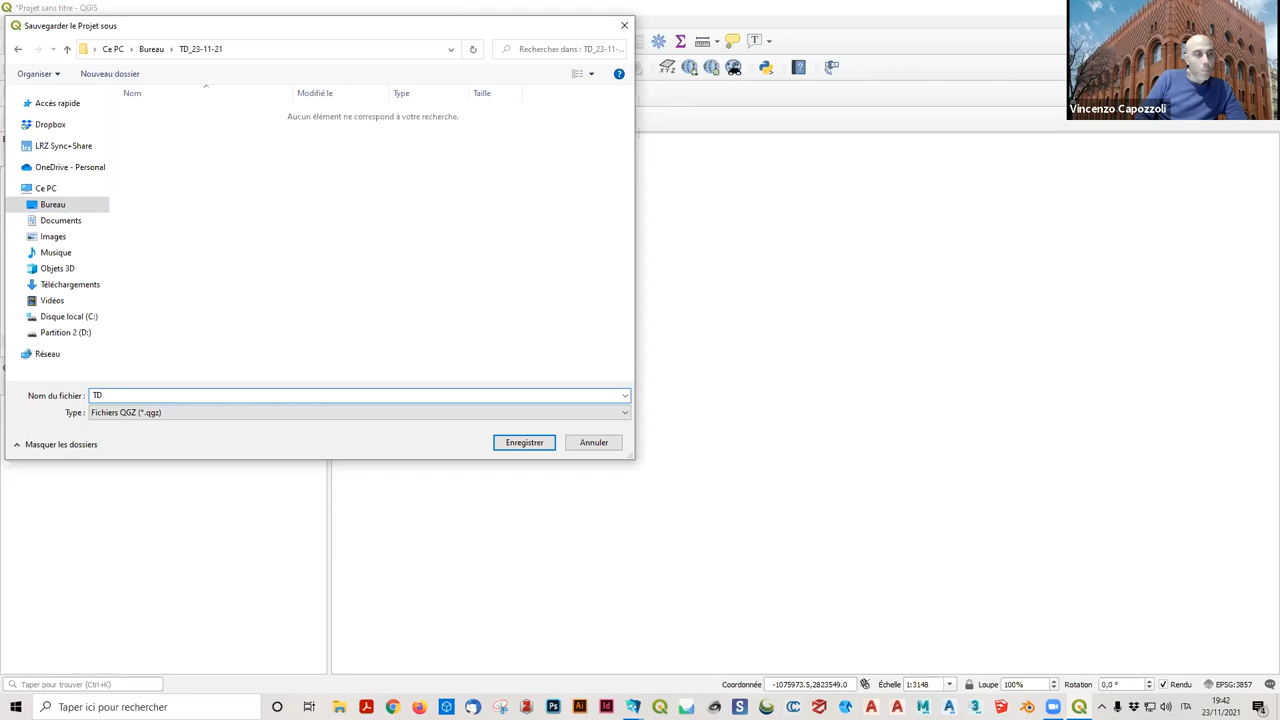 *Projet sans titre - QGIS
Sauvegarder le Projet sous
Ce PC
Bureau
TD_23-11-21
Rechercher dans : TD_23-11-...
Organiser
Nouveau dossier
Nom
Modifié le
Type
Taille
Aucun élément ne correspond à votre recherche.
Accès rapide
Dropbox
LRZ Sync+Share
OneDrive - Personal
Ce PC
Bureau
Documents
Images
Musique
Objets 3D
Téléchargements
Vidéos
Disque local (C:)
Partition 2 (D:)
Réseau
Nom du fichier : TD
Type : Fichiers QGZ (*.qgz)
Masquer les dossiers
Enregistrer
Annuler
Vincenzo Capozzoli
Taper pour trouver (Ctrl+K)
Coordonnée -1075973.5,2823549.0 Échelle 1:3148 Loupe 100% Rotation 0,0 ° Rendu EPSG:3857
Taper ici pour rechercher
ITA
19:42
23/11/2021